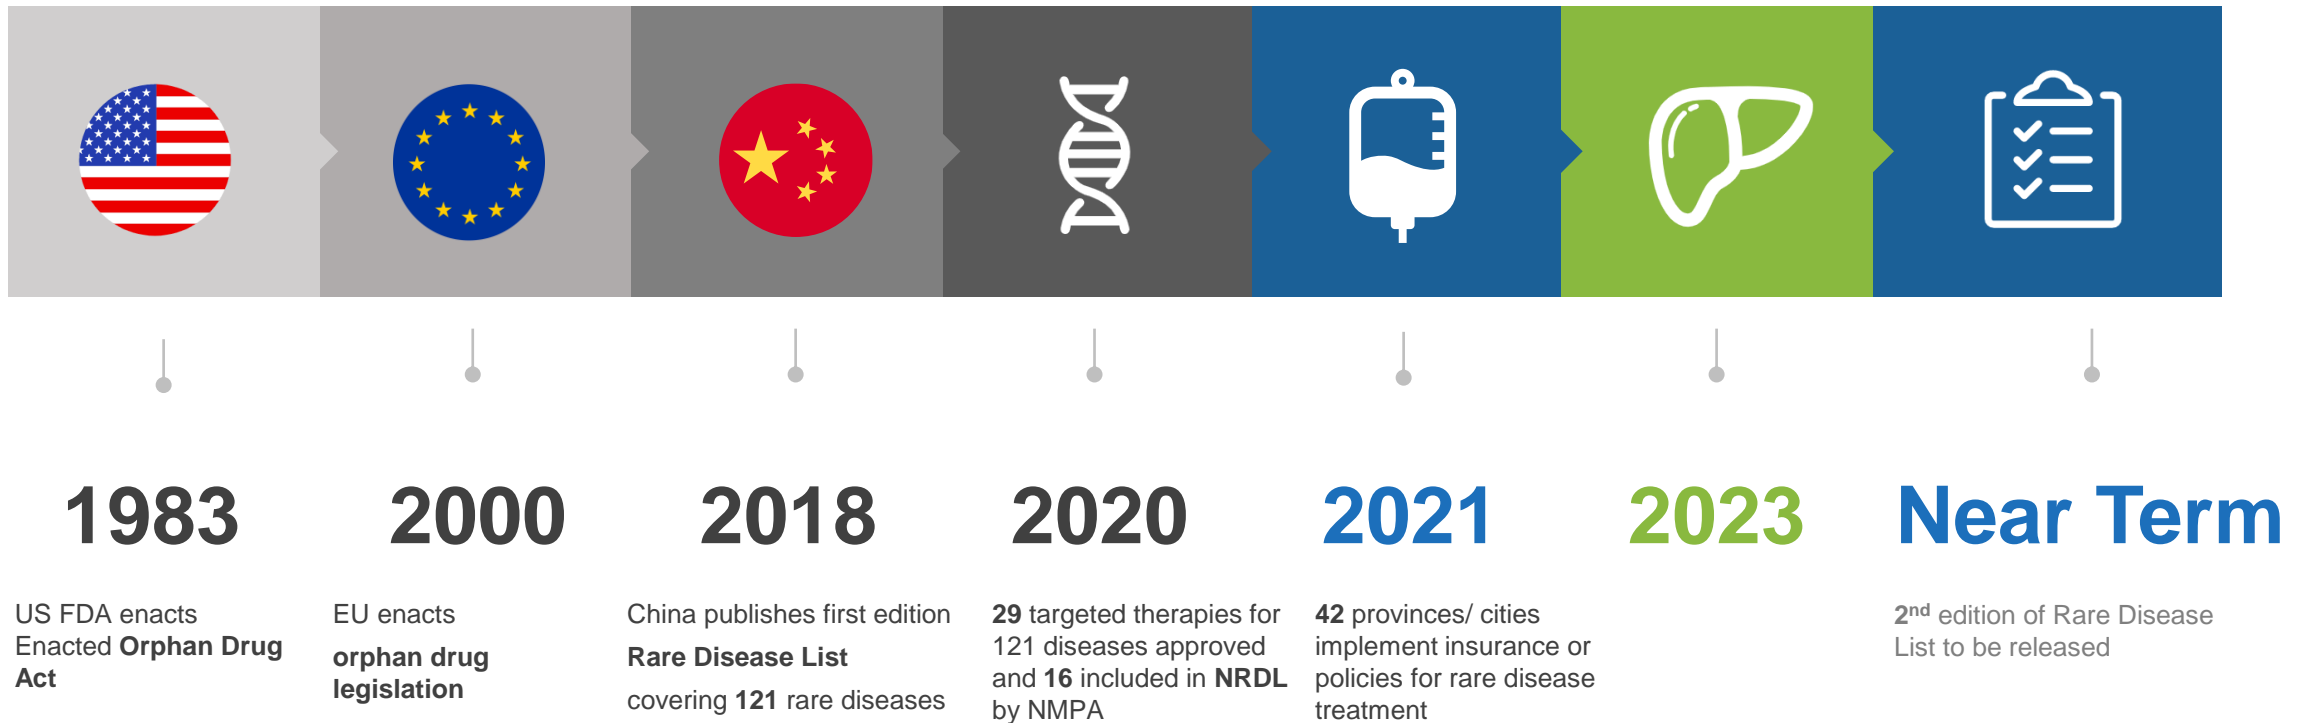 1983
US FDA enacts
Enacted Orphan Drug
Act
2000
EU enacts
orphan drug
legislation
2018
China publishes first edition
Rare Disease List
covering 121 rare diseases
2020
29 targeted therapies for
121 diseases approved
and 16 included in NRDL
by NMPA
2021
42 provinces/ cities
implement insurance or
policies for rare disease
treatment
2023
Near Term
2nd edition of Rare Disease
List to be released